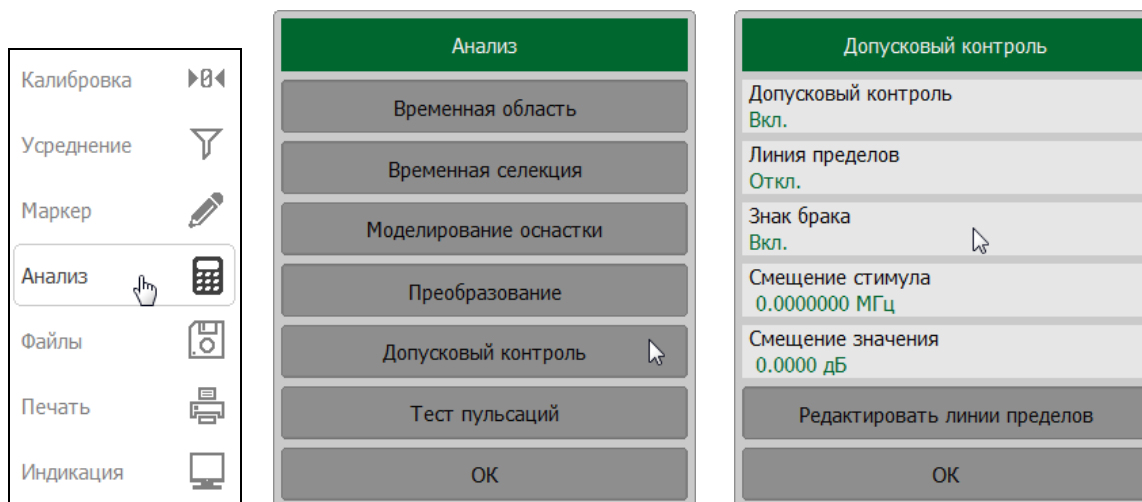 Калибровка
Усреднение
Маркер
Анализ
Файлы
Печать
Индикация
Анализ
Временная область
Временная селекция
Моделирование оснастки
Преобразование
Допусковый контроль
Тест пульсаций
ОК
Допусковый контроль
Допусковый контроль
Вкл.
Линия пределов
Откл.
Знак брака
Вкл.
Смещение стимула
0.0000000 МГц
Смещение значения
0.0000 дБ
Редактировать линии пределов
ОК